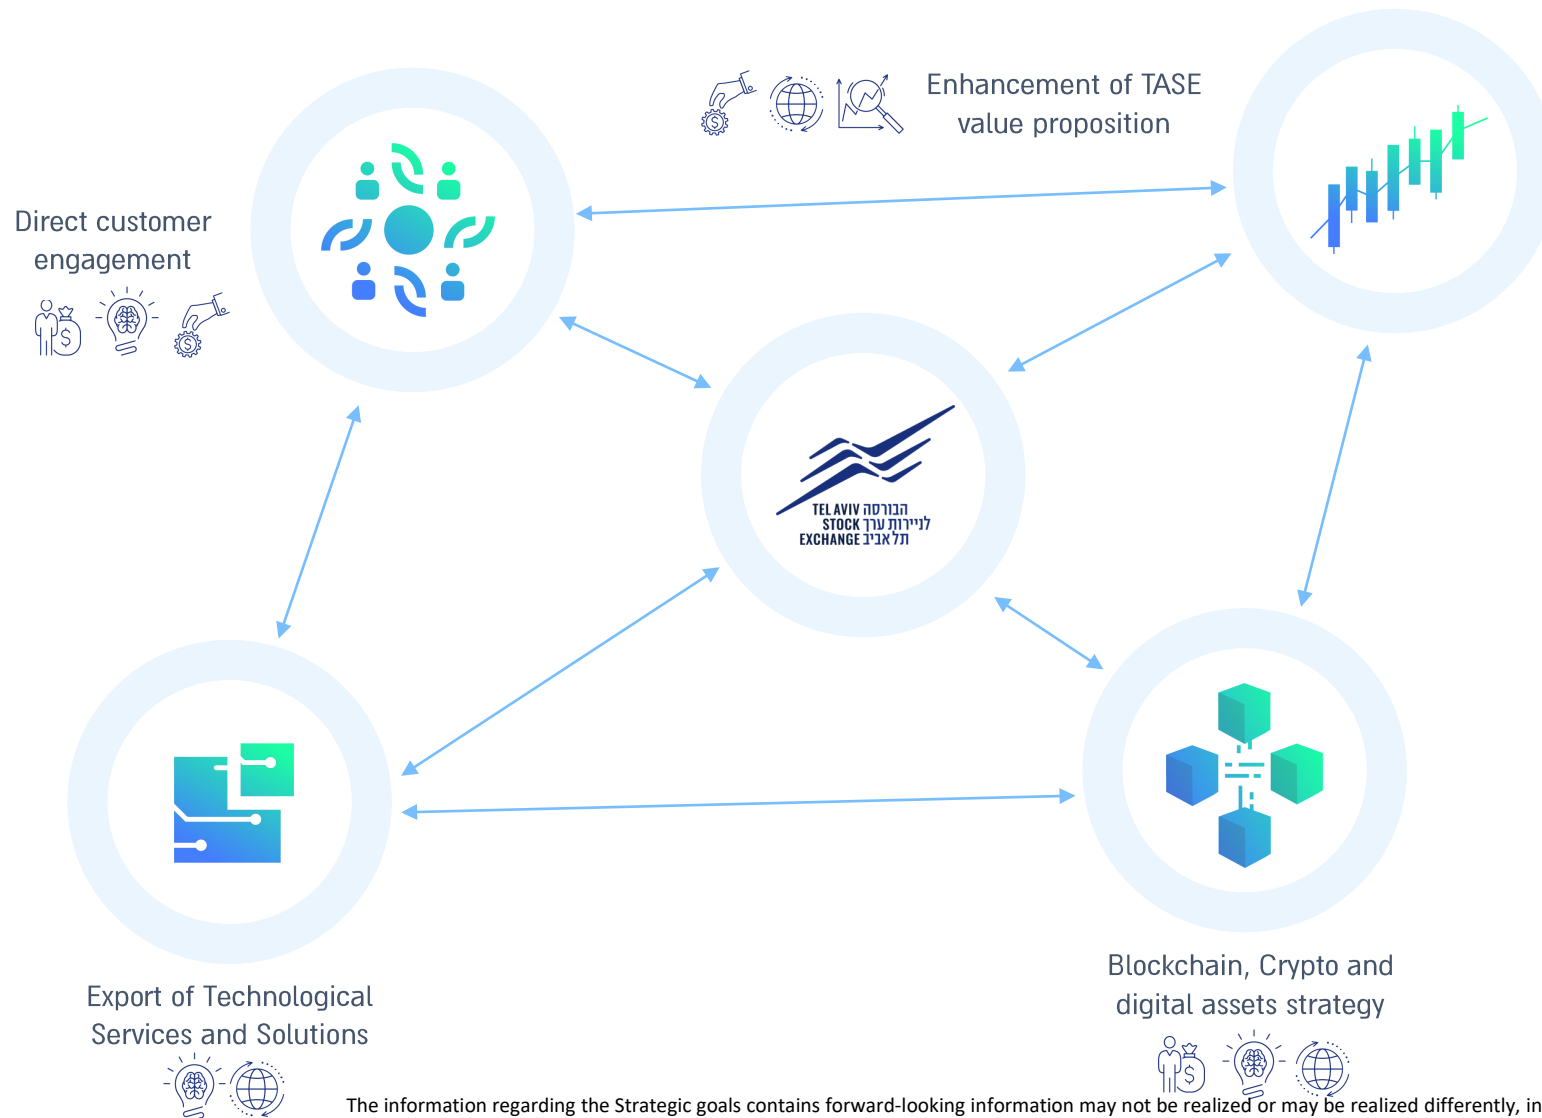 Enhancement of TASE
value proposition
Direct customer
engagement
TEL AVIV הבורסה
STOCK לניירות ערך
EXCHANGE תל אביב
Export of Technological
Services and Solutions
Blockchain, Crypto and
digital assets strategy
The information regarding the Strategic goals contains forward-looking information may not be realized or may be realized differently, in